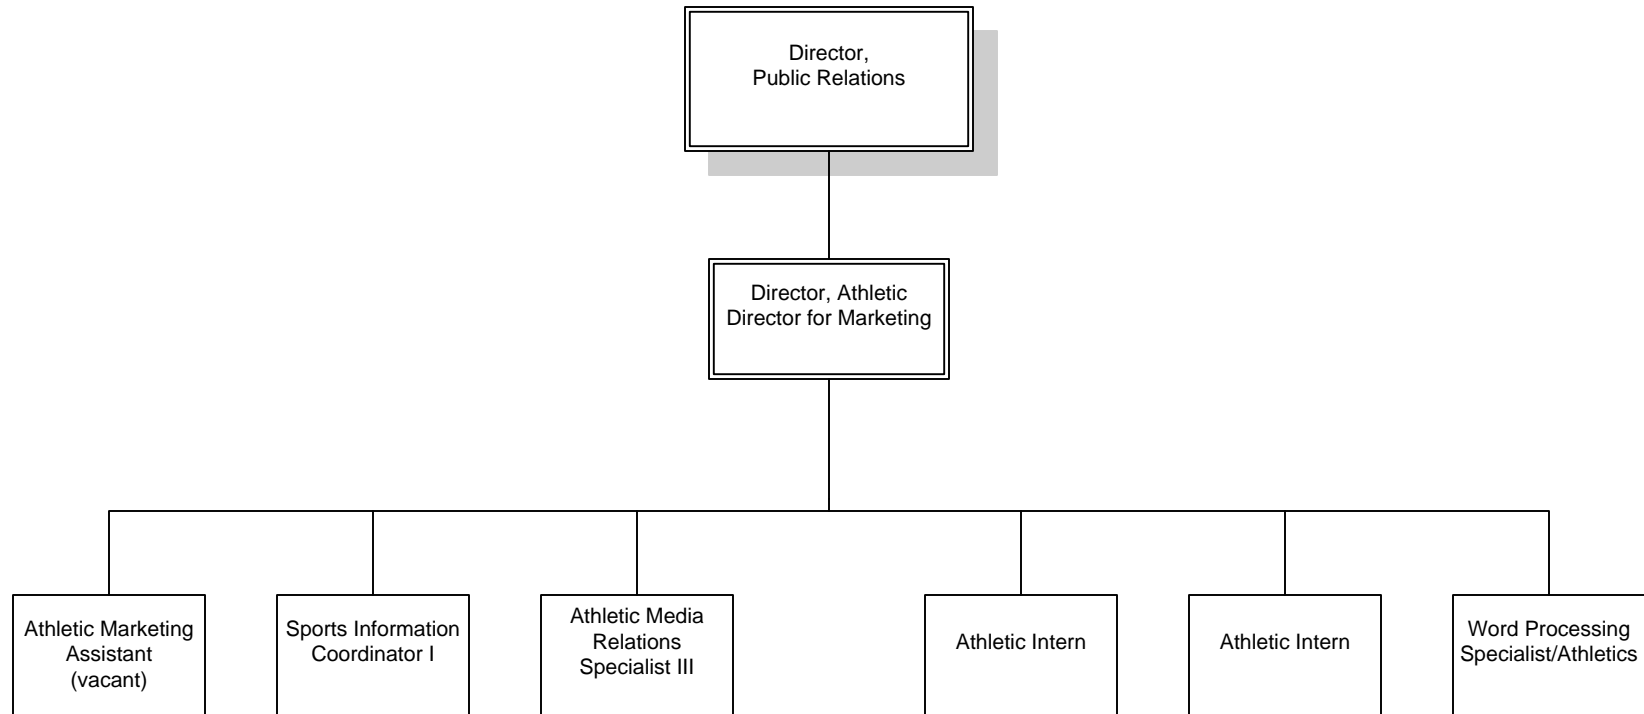 Director,
Public Relations
Director, Athletic
Director for Marketing
Athletic Marketing
Assistant
(vacant)
Sports Information
Coordinator I
Athletic Media
Relations
Specialist III
Athletic Intern
Athletic Intern
Word Processing
Specialist/Athletics